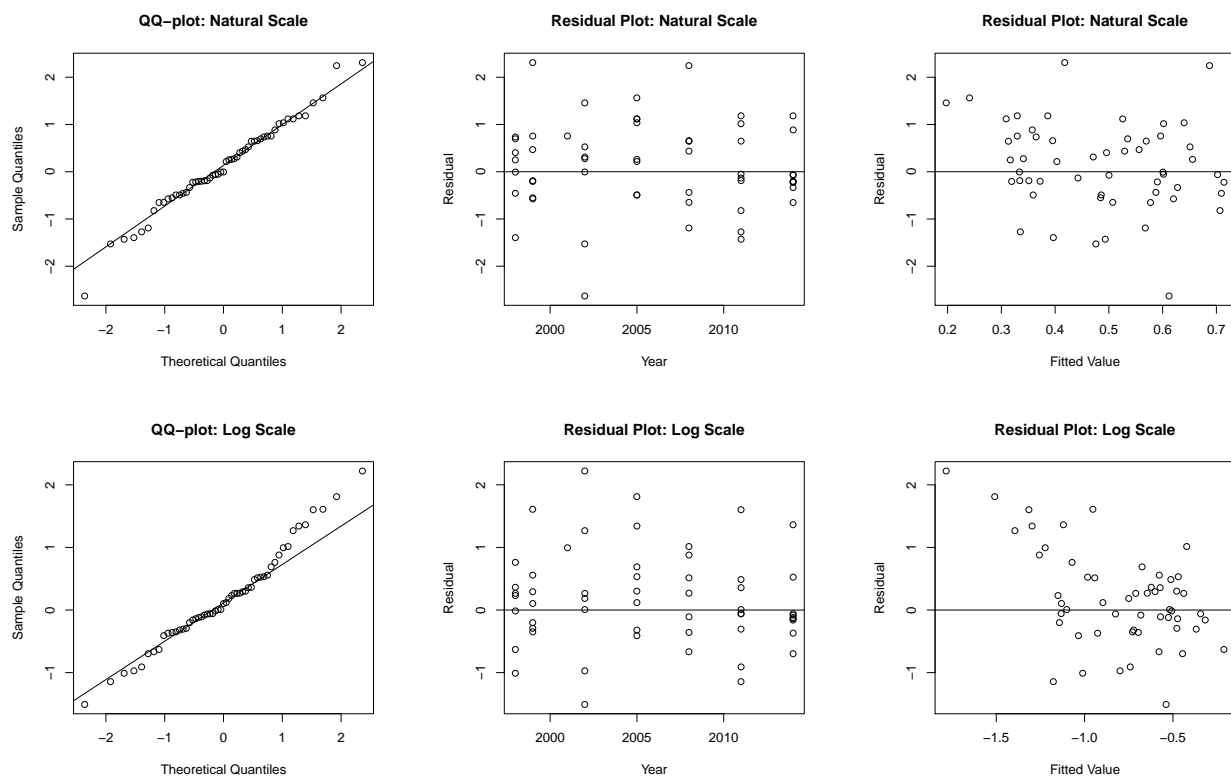 QQ−plot: Natural Scale
Sample Quantiles
2
1
0
−1
−2
−2 −1 0 1 2
Theoretical Quantiles
Residual Plot: Natural Scale
Residual
2
1
0
−1
−2
2000 2005 2010
Year
Residual Plot: Natural Scale
Residual
2
1
0
−1
−2
0.2 0.3 0.4 0.5 0.6 0.7
Fitted Value
QQ−plot: Log Scale
Sample Quantiles
2
1
0
−1
−2 −1 0 1 2
Theoretical Quantiles
Residual Plot: Log Scale
Residual
2
1
0
−1
2000 2005 2010
Year
Residual Plot: Log Scale
Residual
2
1
0
−1
−1.5 −1.0 −0.5
Fitted Value